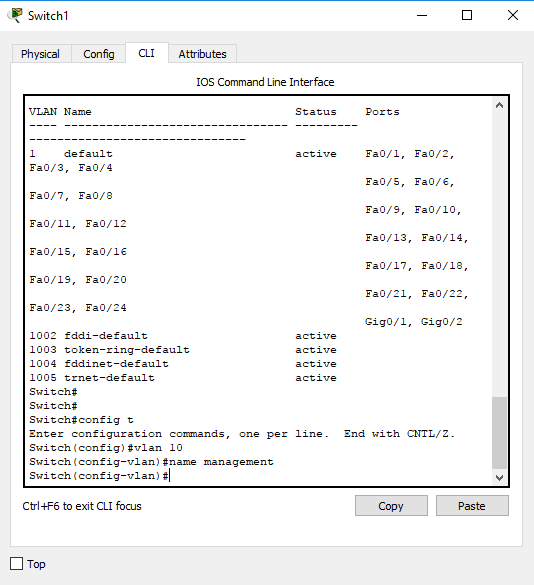 Switch1
Physical Config CLI Attributes
IOS Command Line Interface
VLAN Name                             Status    Ports
---- -------------------------------- ---------
-------------------------------
1    default                          active    Fa0/1, Fa0/2,
Fa0/3, Fa0/4
                                                Fa0/5, Fa0/6,
Fa0/7, Fa0/8
                                                Fa0/9, Fa0/10,
Fa0/11, Fa0/12
                                                Fa0/13, Fa0/14,
Fa0/15, Fa0/16
                                                Fa0/17, Fa0/18,
Fa0/19, Fa0/20
                                                Fa0/21, Fa0/22,
Fa0/23, Fa0/24
                                                Gig0/1, Gig0/2
1002 fddi-default                     active
1003 token-ring-default               active
1004 fddinet-default                  active
1005 trnet-default                    active
Switch#
Switch#
Switch#config t
Enter configuration commands, one per line.  End with CNTL/Z.
Switch(config)#vlan 10
Switch(config-vlan)#name management
Switch(config-vlan)#
Ctrl+F6 to exit CLI focus Copy Paste
Top